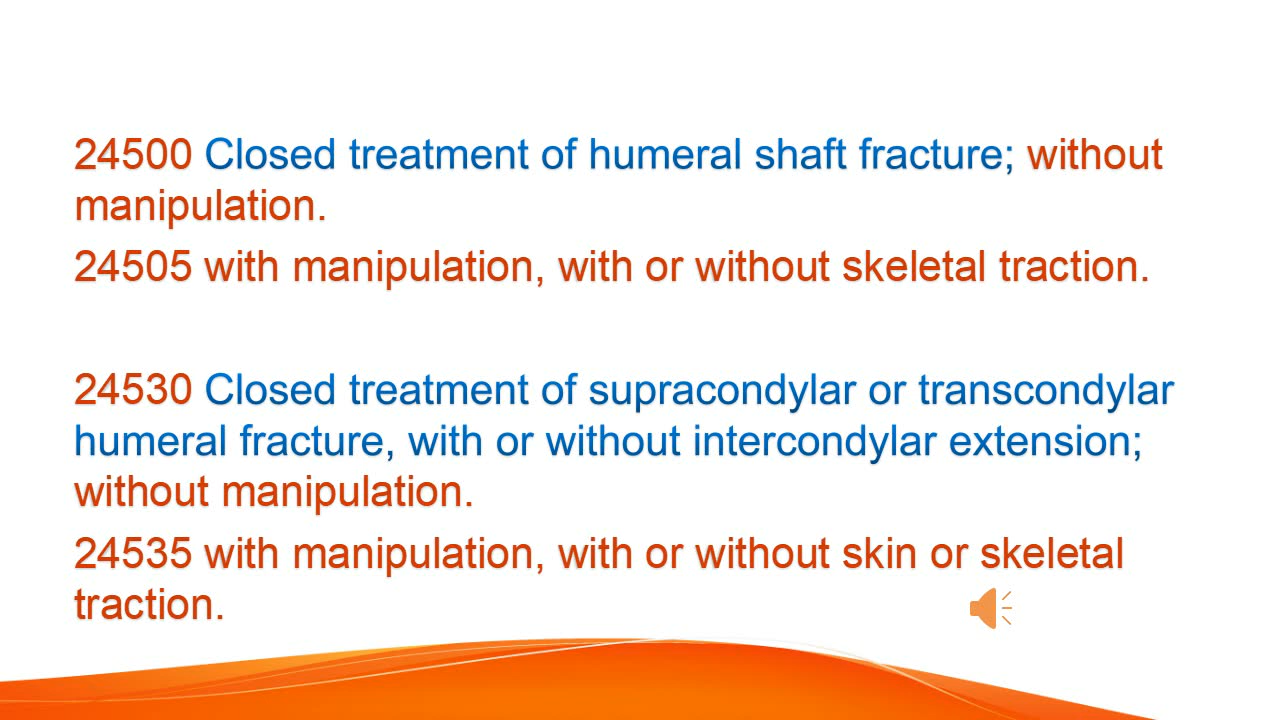 24500 Closed treatment of humeral shaft fracture; without
manipulation.
24505 with manipulation, with or without skeletal traction.
24530 Closed treatment of supracondylar or transcondylar
humeral fracture, with or without intercondylar extension;
without manipulation.
24535 with manipulation, with or without skin or skeletal
traction.